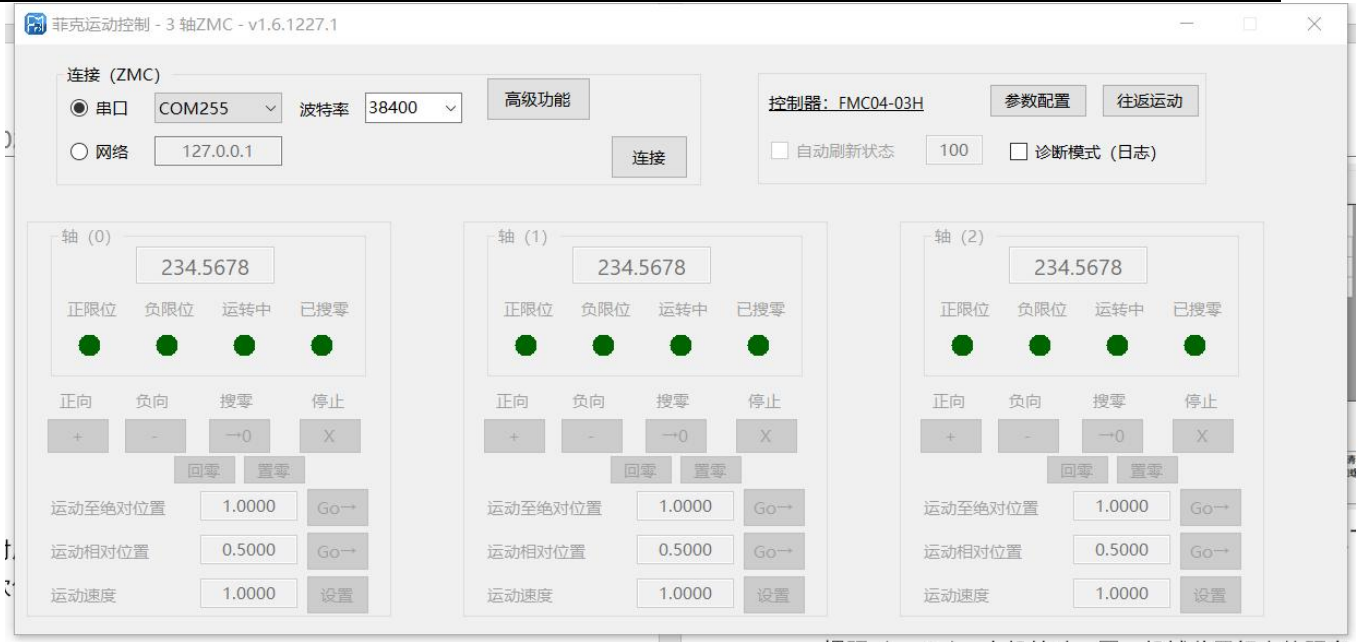 菲克运动控制 - 3 轴ZMC - v1.6.1227.1
连接 (ZMC)
串口 COM255 波特率 38400 高级功能
网络 127.0.0.1 连接
控制器：FMC04-03H 参数配置 往返运动
自动刷新状态 100 诊断模式 (日志)
轴 (0)
234.5678
正限位 负限位 运转中 已搜零
正向 负向 搜零 停止
+ - →0 X
回零 置零
运动至绝对位置 1.0000 Go→
运动相对位置 0.5000 Go→
运动速度 1.0000 设置
轴 (1)
234.5678
正限位 负限位 运转中 已搜零
正向 负向 搜零 停止
+ - →0 X
回零 置零
运动至绝对位置 1.0000 Go→
运动相对位置 0.5000 Go→
运动速度 1.0000 设置
轴 (2)
234.5678
正限位 负限位 运转中 已搜零
正向 负向 搜零 停止
+ - →0 X
回零 置零
运动至绝对位置 1.0000 Go→
运动相对位置 0.5000 Go→
运动速度 1.0000 设置